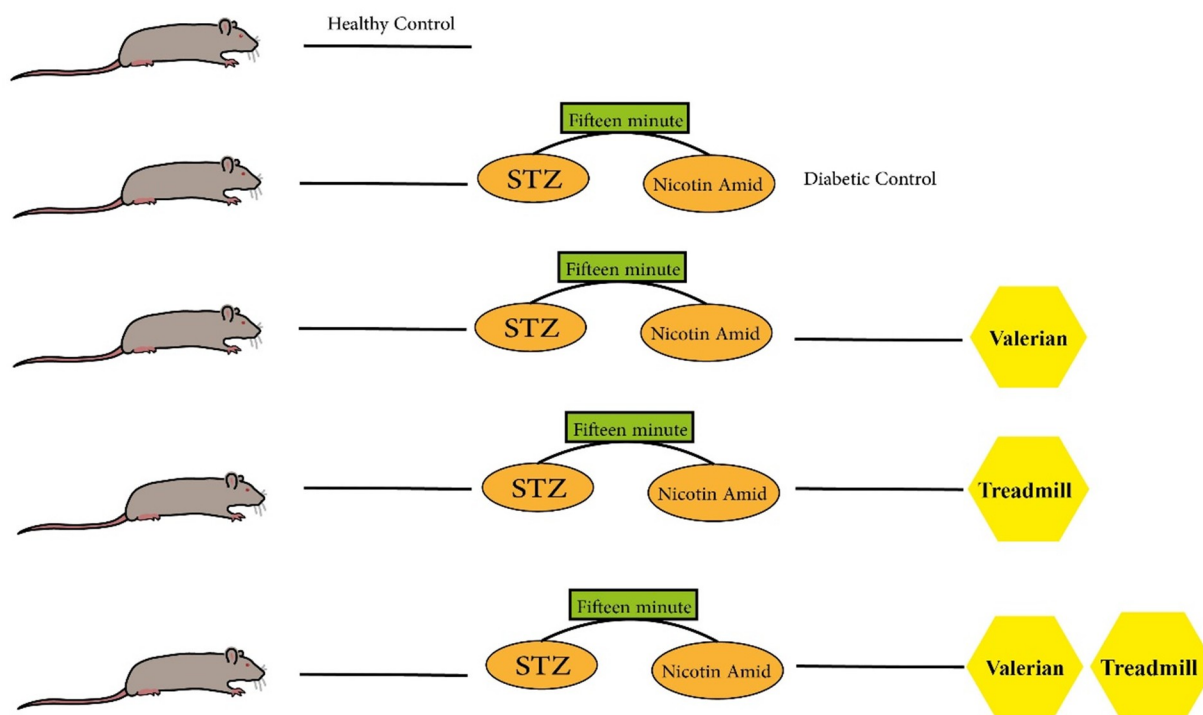 Healthy Control
Fifteen minute
STZ
Nicotin Amid
Diabetic Control
Fifteen minute
STZ
Nicotin Amid
Valerian
Fifteen minute
STZ
Nicotin Amid
Treadmill
Fifteen minute
STZ
Nicotin Amid
Valerian
Treadmill